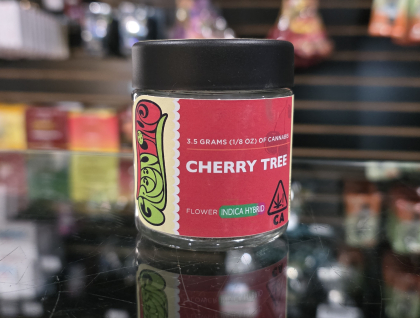 3.5 GRAMS (1/8 OZ) OF CANNABIS
CHERRY TREE
FLOWER INDICA HYBRID
CA